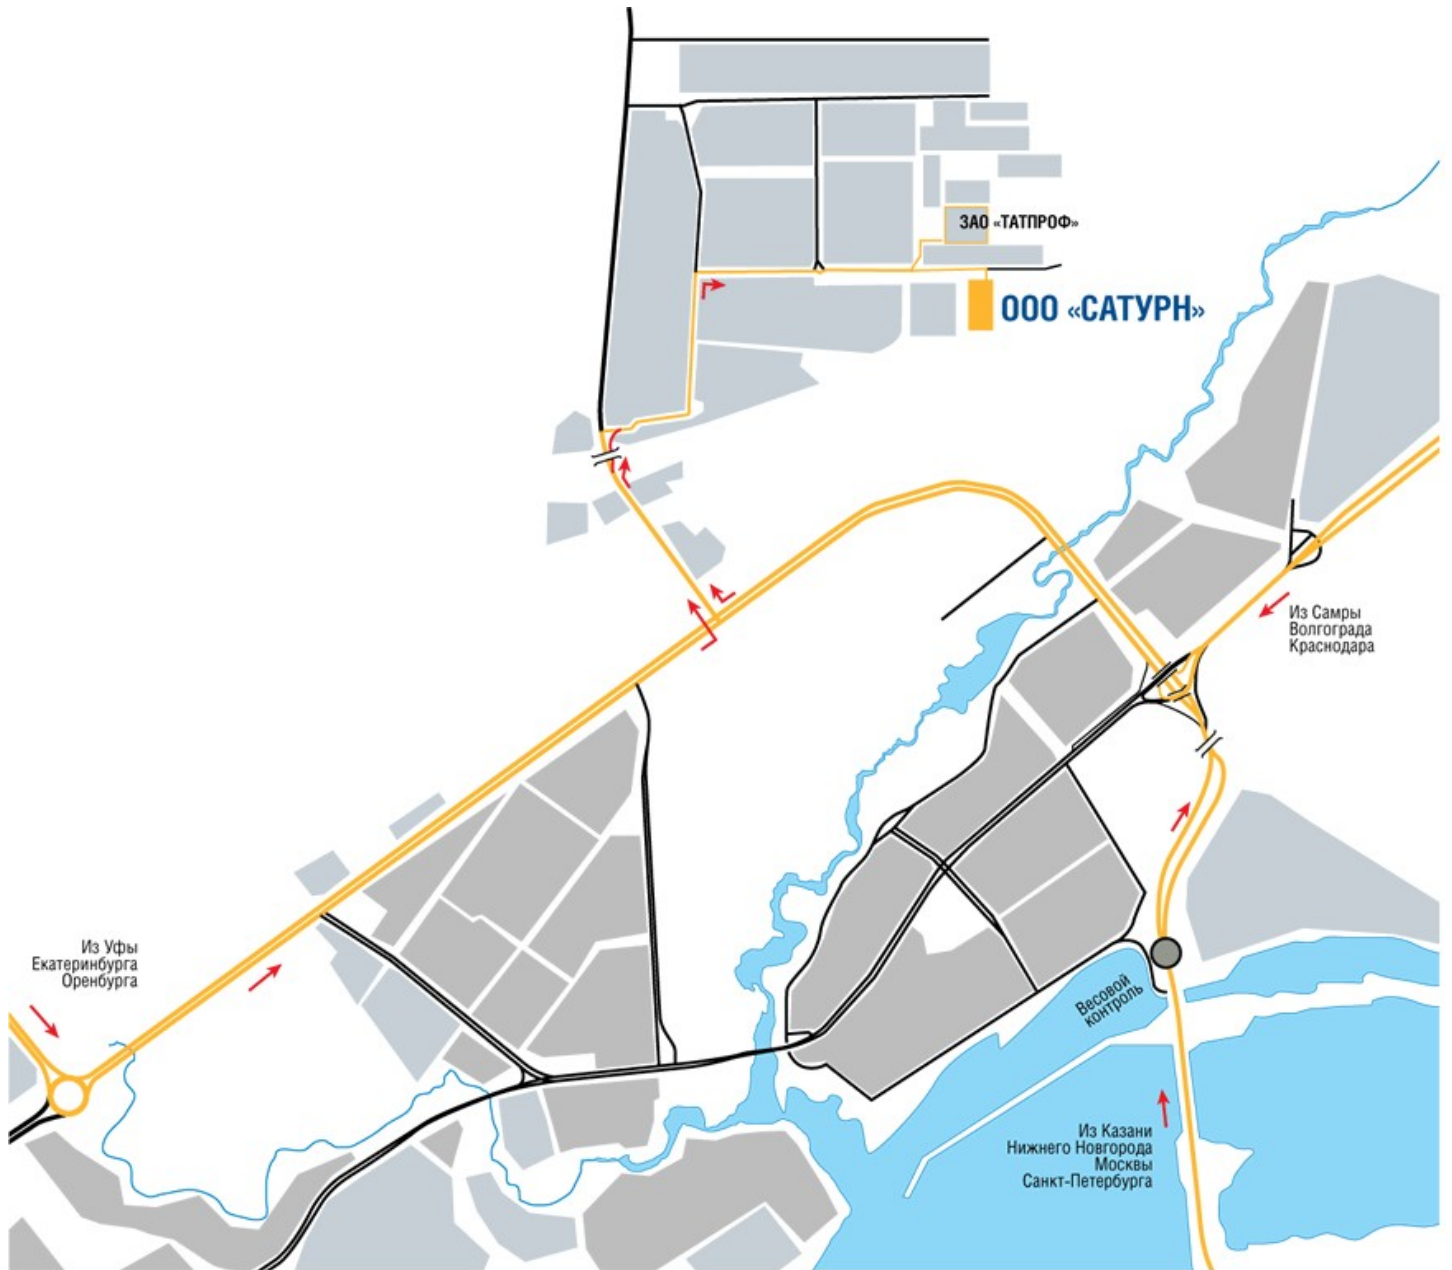 ЗАО «ТАТПРОФ»
ООО «САТУРН»
Из Самры
Волгограда
Краснодара
Из Уфы
Екатеринбурга
Оренбурга
Весовой
контроль
Из Казани
Нижнего Новгорода
Москвы
Санкт-Петербурга